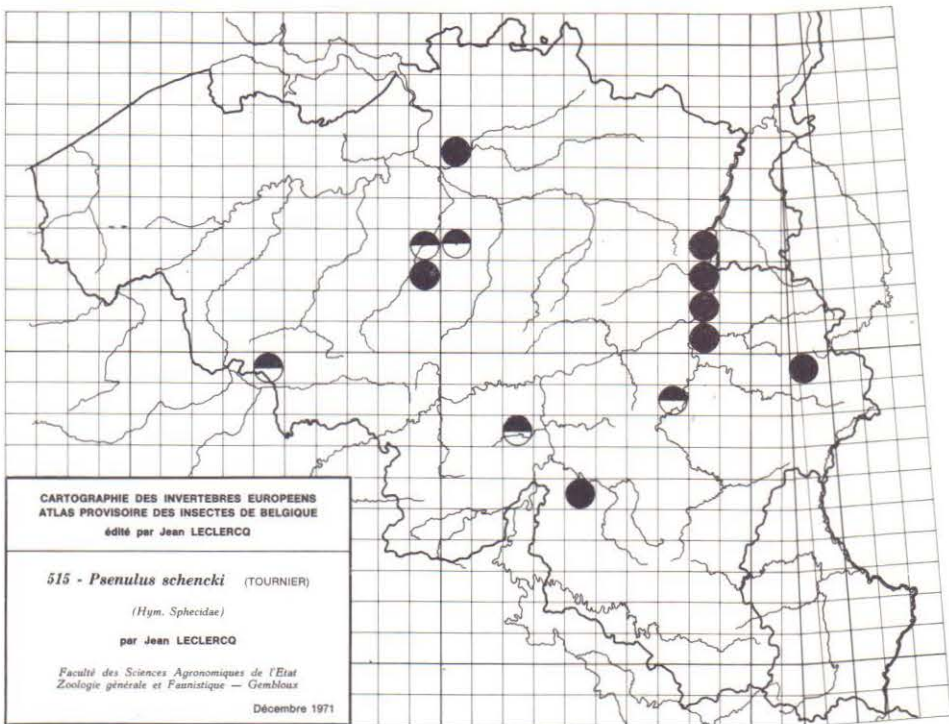 CARTOGRAPHIE DES INVERTEBRES EUROPEENS
ATLAS PROVISOIRE DES INSECTES DE BELGIQUE
édité par Jean LECLERCQ
515 - Psenulus schencki (TOURNIER)
(Hym. Sphecidae)
par Jean LECLERCQ
Faculté des Sciences Agronomiques de l'Etat
Zoologie générale et Faunistique — Gembloux
Décembre 1971